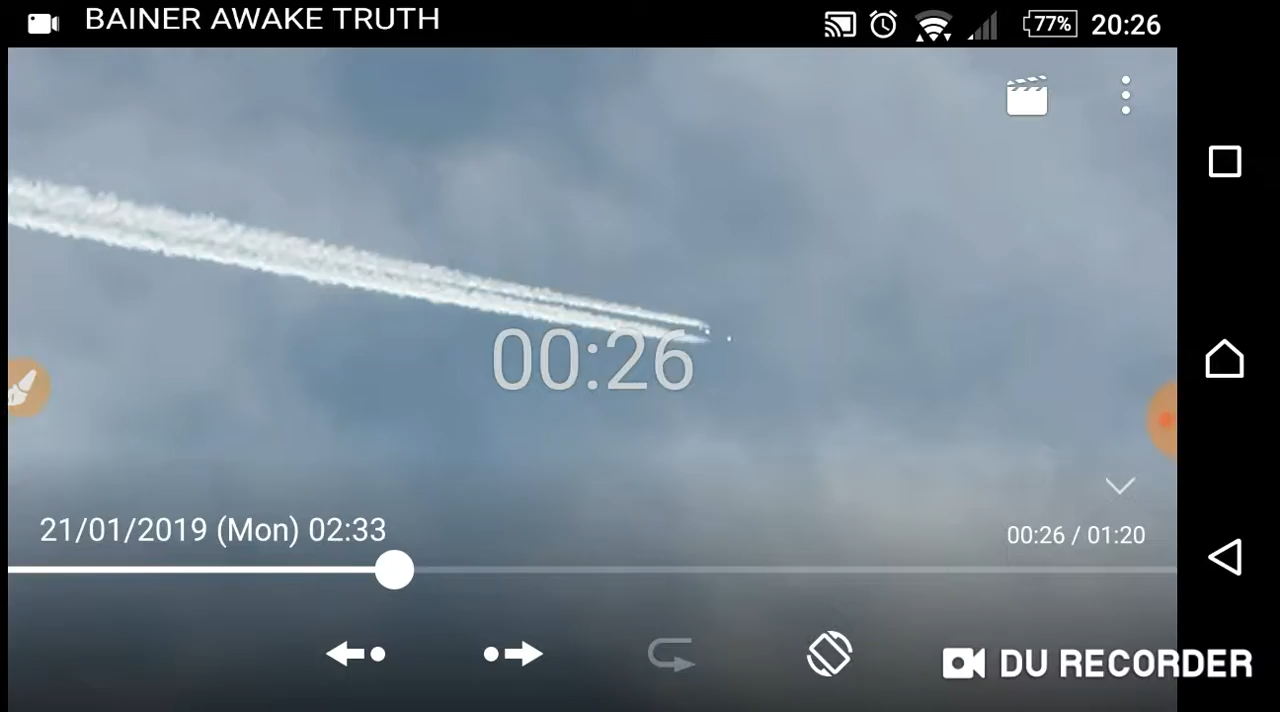 BAINER AWAKE TRUTH
77%
20:26
00:26
21/01/2019 (Mon) 02:33
00:26 / 01:20
DU RECORDER